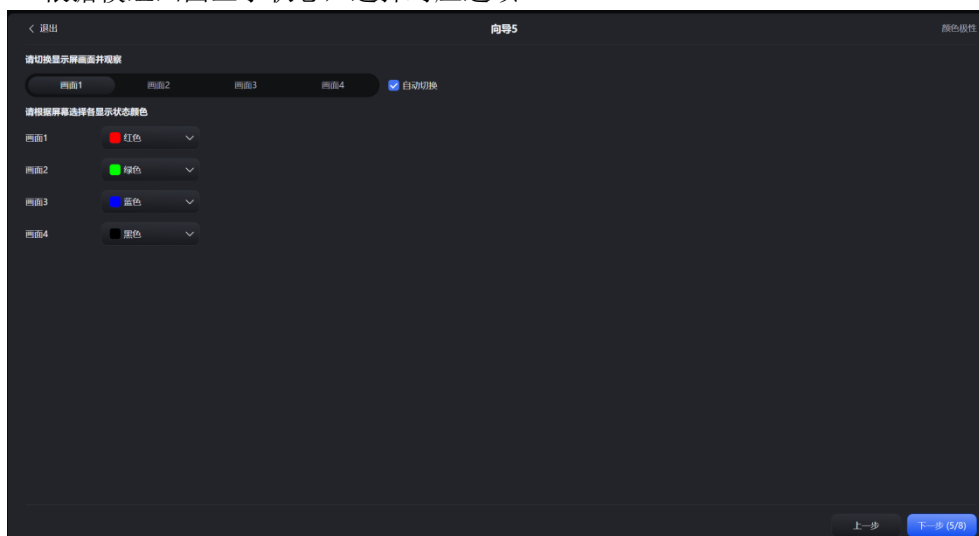 退出
向导5
颜色极性
请切换显示屏画面并观察
画面1 画面2 画面3 画面4 自动切换
请根据屏幕选择各显示状态颜色
画面1 红色
画面2 绿色
画面3 蓝色
画面4 黑色
上一步 下一步 (5/8)